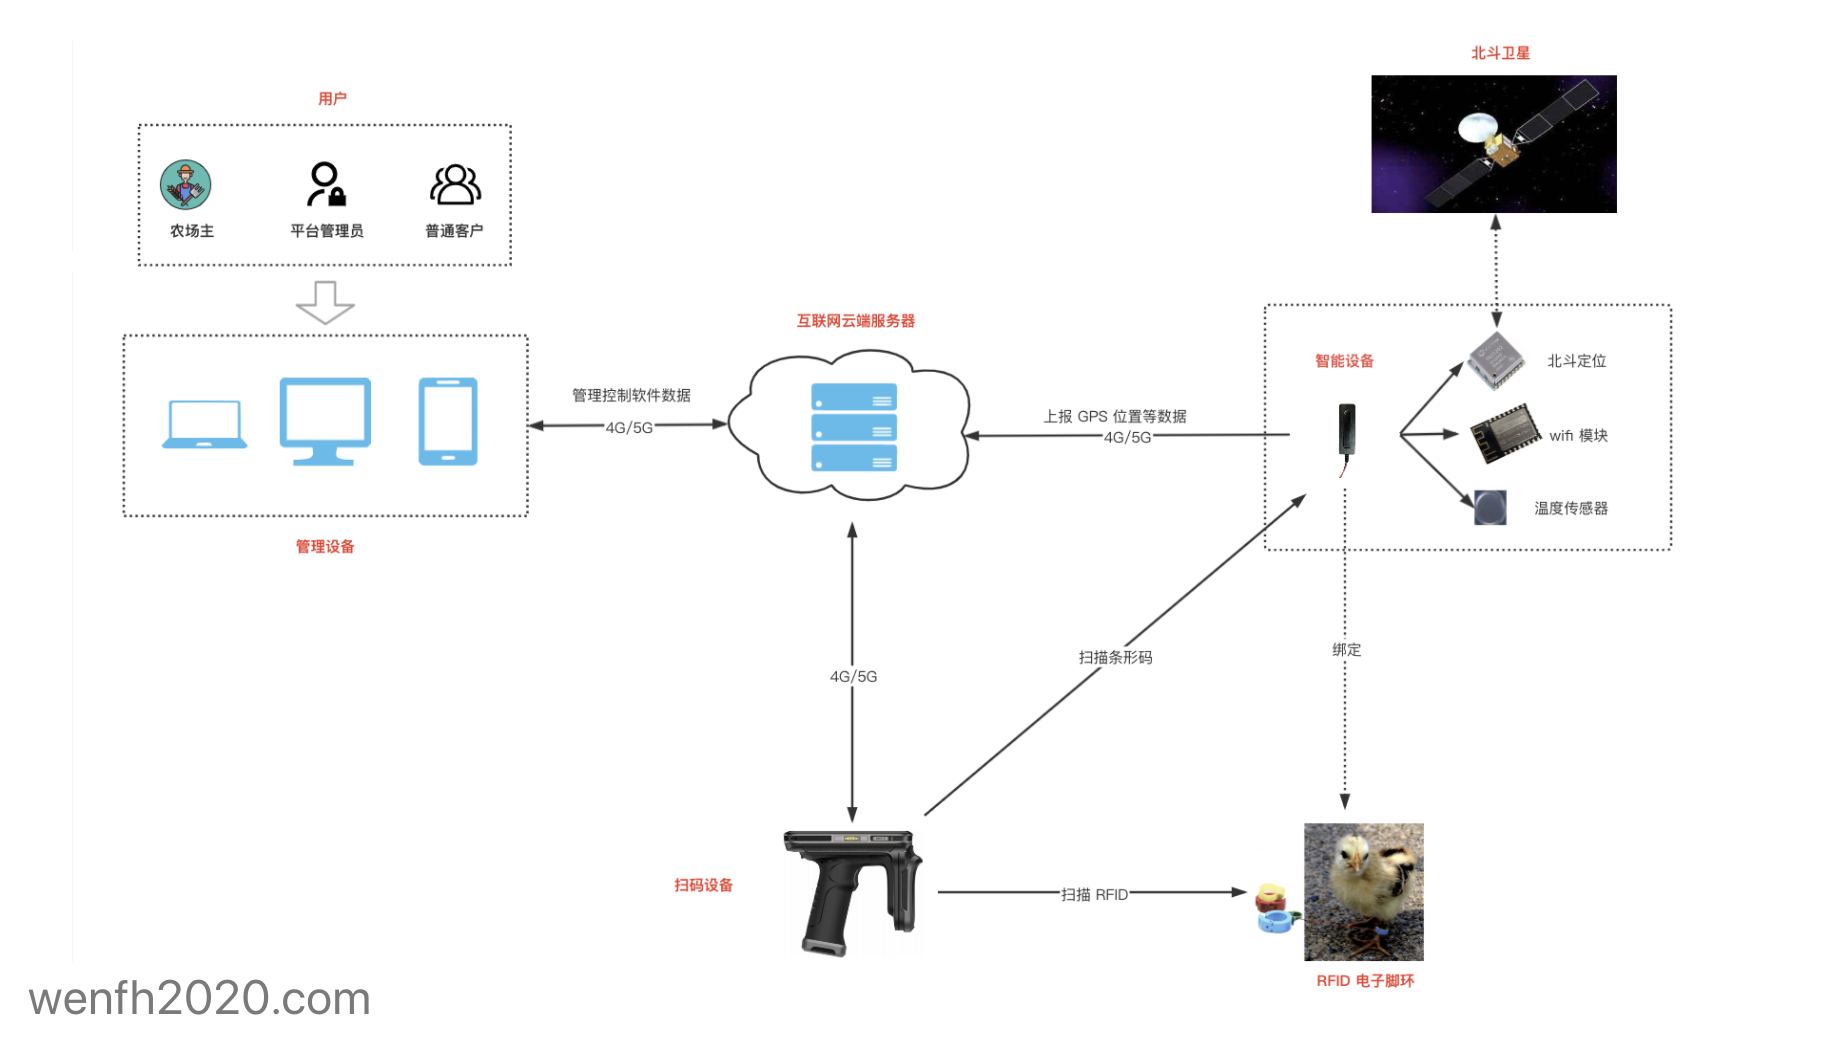 北斗卫星
用户
农场主
平台管理员
普通客户
互联网云端服务器
智能设备
北斗定位
管理控制软件数据
4G/5G
上报 GPS 位置等数据
4G/5G
wifi 模块
温度传感器
管理设备
绑定
扫描条形码
4G/5G
扫码设备
扫描 RFID
RFID 电子脚环
wenfh2020.com